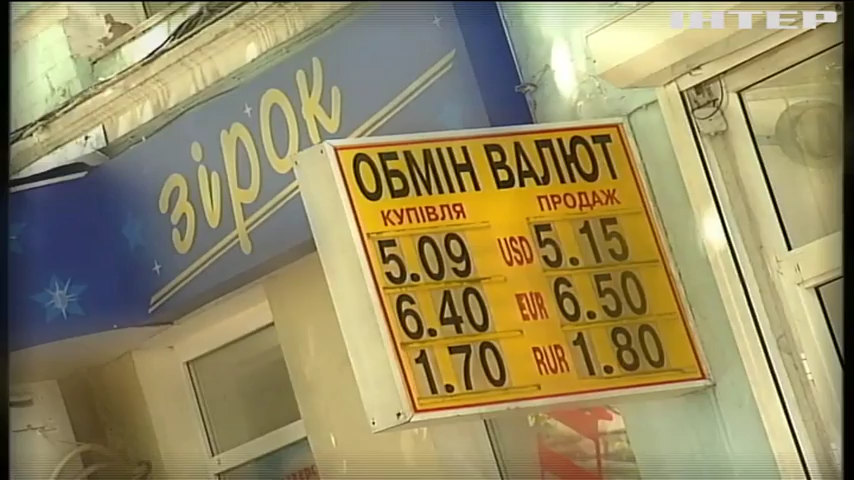 ІНТЕР
зірок
ОБМІН ВАЛЮТ
КУПІВЛЯ ПРОДАЖ
5.09 USD 5.15
6.40 EUR 6.50
1.70 RUR 1.80